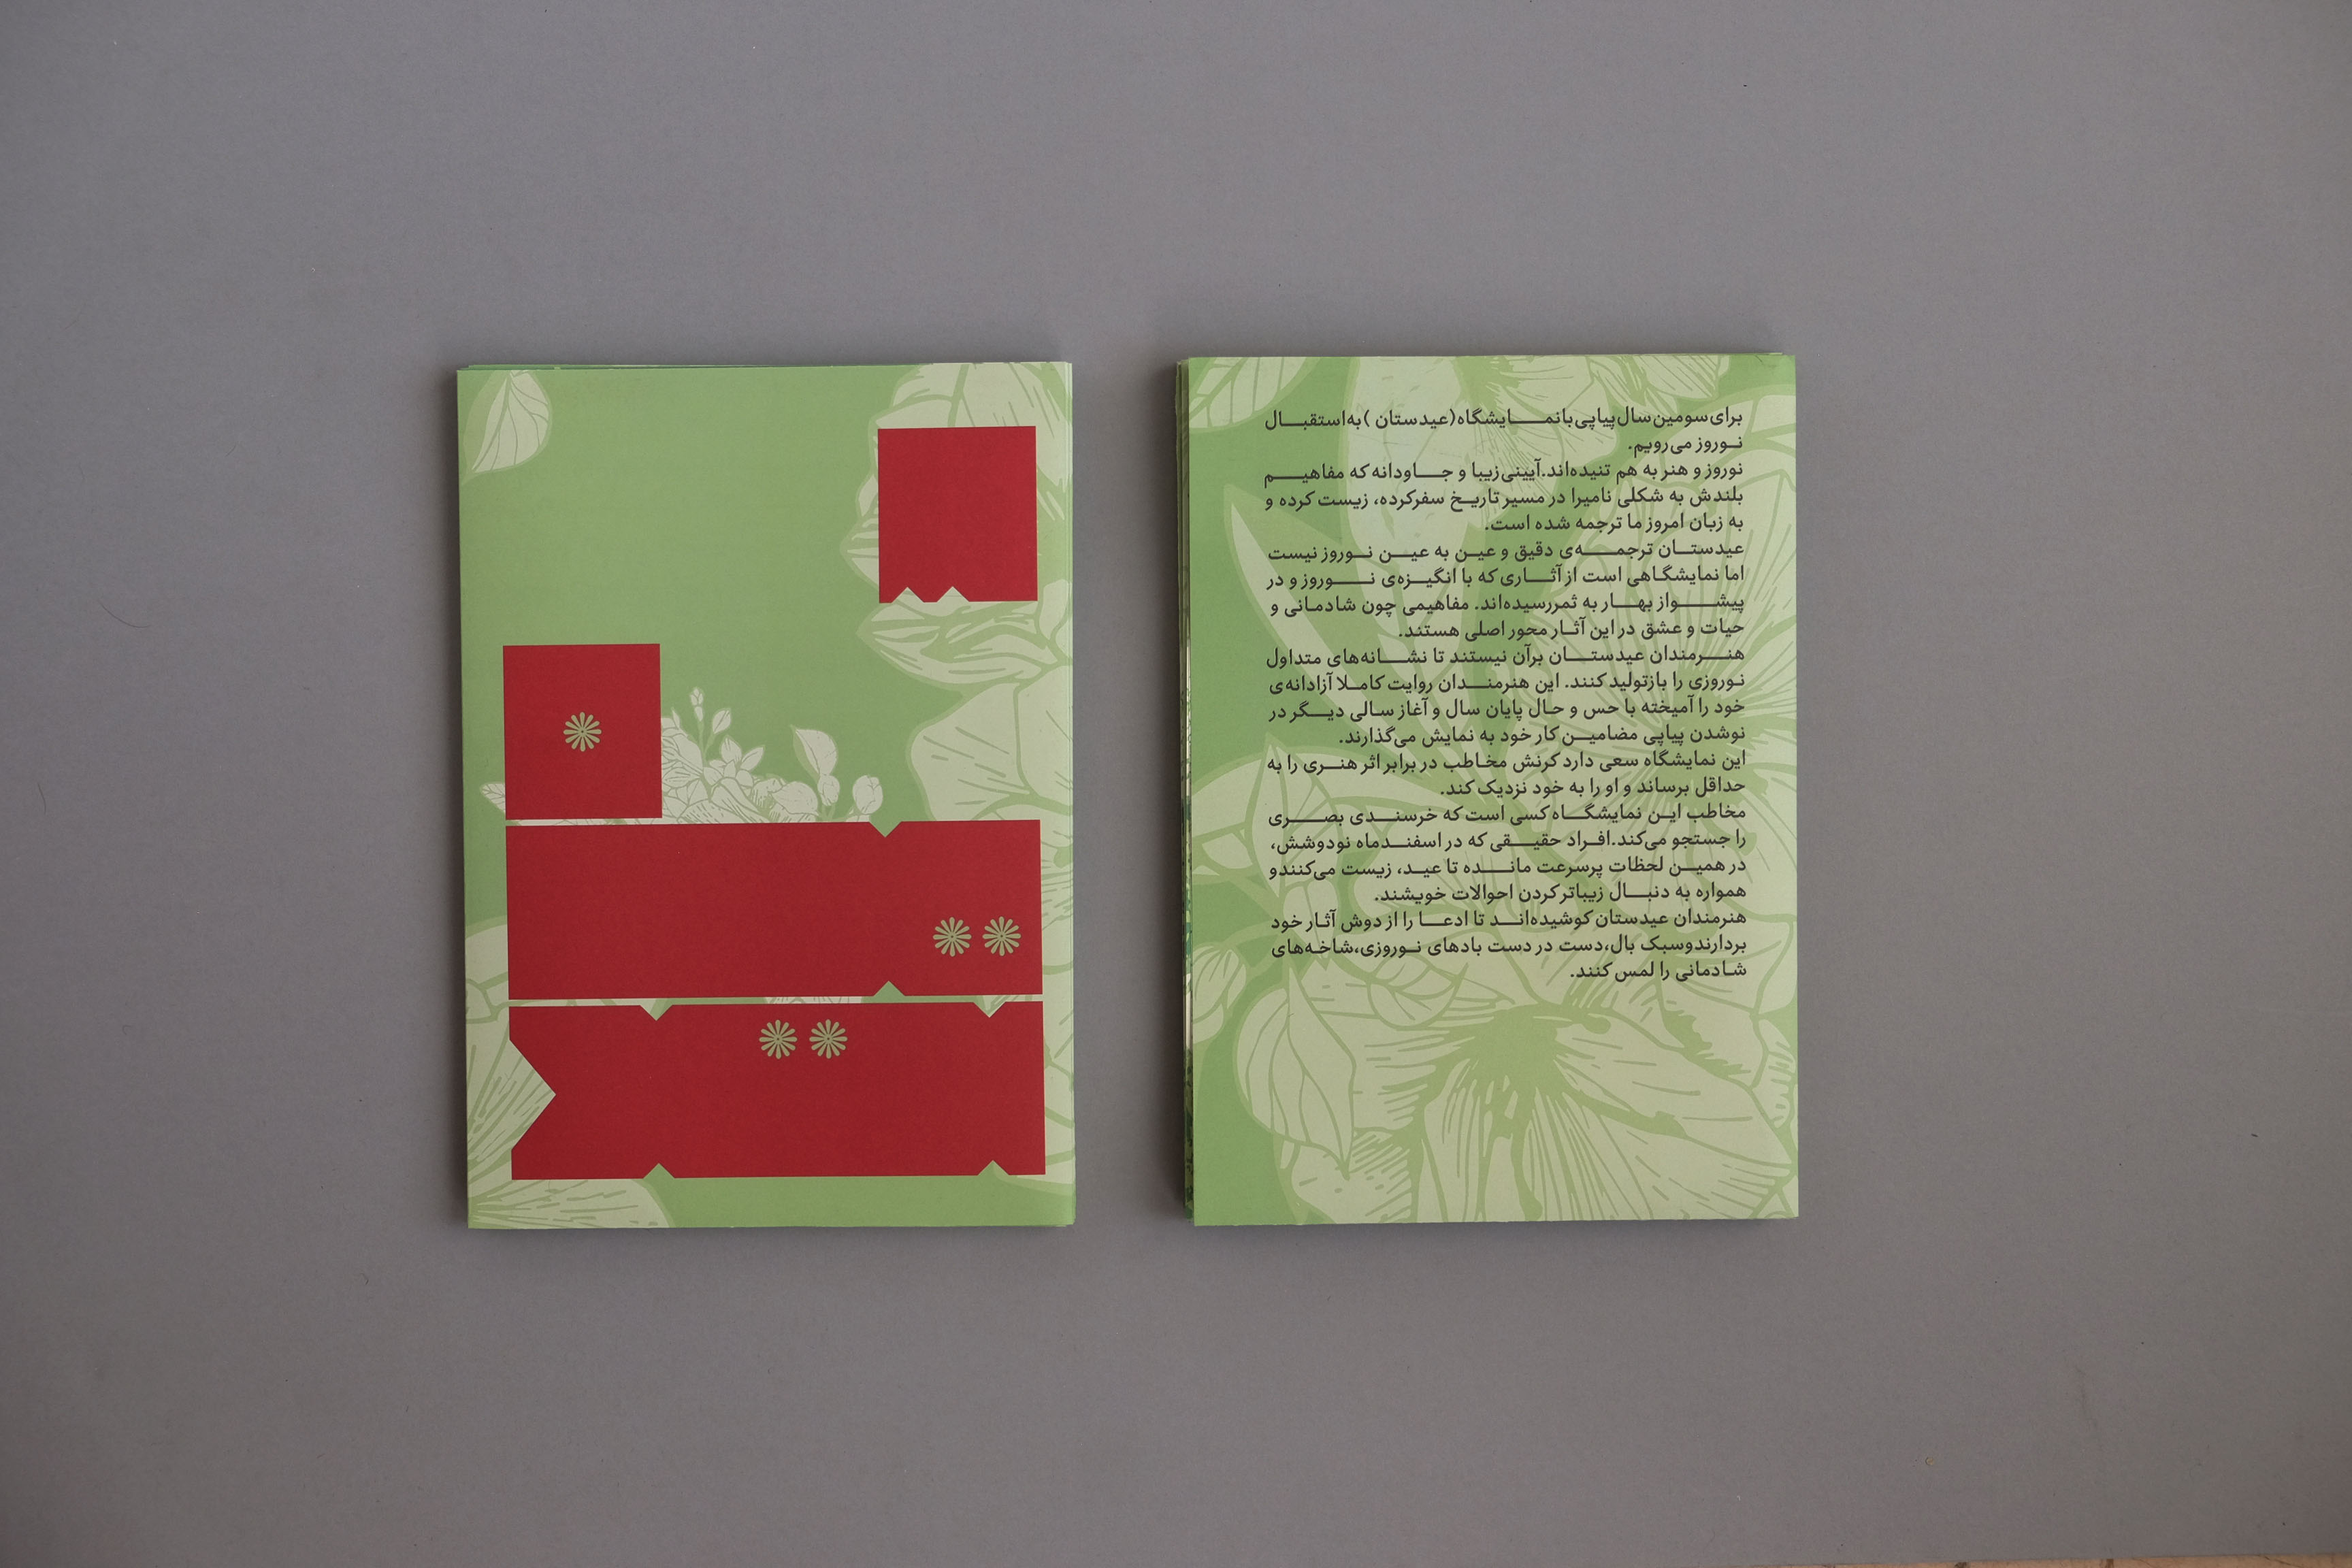 برای سومین سال پیاپی با نمایشگاه (عیدستان ) به استقبال
نوروز می‌رویم.
نوروز و هنر به هم تنیده‌اند.آیینی زیبا و جاودانه که مفاهیم
بلندش به شکلی نامیرا در مسیر تاریخ سفرکرده، زیست کرده و
به زبان امروز ما ترجمه شده است.
عیدستان ترجمه‌ی دقیق و عین به عین نوروز نیست
اما نمایشگاهی است از آثاری که با انگیزه‌ی نوروز و در
پیشواز بهار به ثمررسیده‌اند. مفاهیمی چون شادمانی و
حیات و عشق در این آثار محور اصلی هستند.
هنرمندان عیدستان برآن نیستند تا نشانه‌های متداول
نوروزی را بازتولید کنند. این هنرمندان روایت کاملا آزادانه‌ی
خود را آمیخته با حس و حال پایان سال و آغاز سالی دیگر در
نوشدن پیاپی مضامین کار خود به نمایش می‌گذارند.
این نمایشگاه سعی دارد کرنش مخاطب در برابر اثر هنری را به
حداقل برساند و او را به خود نزدیک کند.
مخاطب این نمایشگاه کسی است که خرسندی بصری
را جستجو می‌کند.افراد حقیقی که در اسفندماه نودوشش،
در همین لحظات پرسرعت مانده تا عید، زیست می‌کنندو
همواره به دنبال زیباتر کردن احوالات خویشند.
هنرمندان عیدستان کوشیده‌اند تا ادعا را از دوش آثار خود
بردارندوسبک بال،دست در دست بادهای نوروزی،شاخه‌های
شادمانی را لمس کنند.